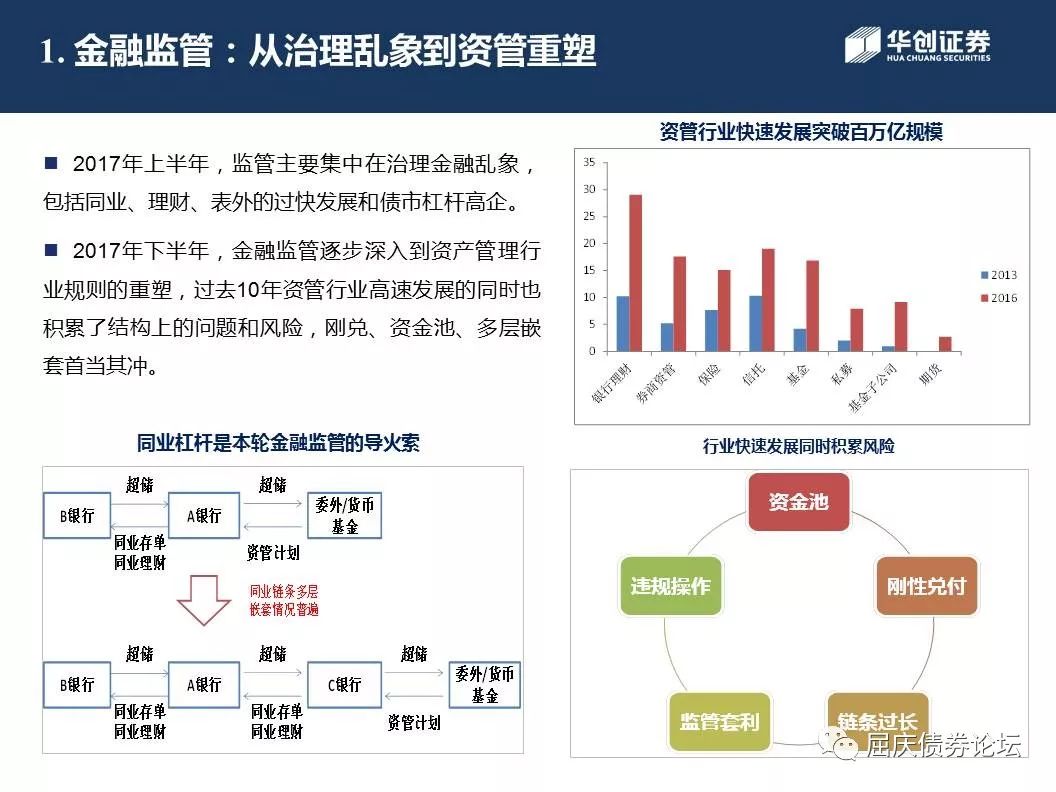 1. 金融监管：从治理乱象到资管重塑
华创证券
HUA CHUANG SECURITIES
■ 2017年上半年，监管主要集中在治理金融乱象，
包括同业、理财、表外的过快发展和债市杠杆高企。
■ 2017年下半年，金融监管逐步深入到资产管理行
业规则的重塑，过去10年资管行业高速发展的同时也
积累了结构上的问题和风险，刚兑、资金池、多层嵌
套首当其冲。
资管行业快速发展突破百万亿规模
35
30
25
20
15
10
5
0
银行理财
券商资管
保险
信托
基金
私募
基金子公司
期货
2013
2016
同业杠杆是本轮金融监管的导火索
超储
超储
B银行
A银行
委外/货币
基金
同业存单
同业理财
资管计划
同业链条多层
嵌套情况普遍
超储
超储
超储
B银行
A银行
C银行
委外/货币
基金
同业存单
同业理财
同业存单
同业理财
资管计划
行业快速发展同时积累风险
资金池
违规操作
刚性兑付
监管套利
链条过长
屈庆债券论坛